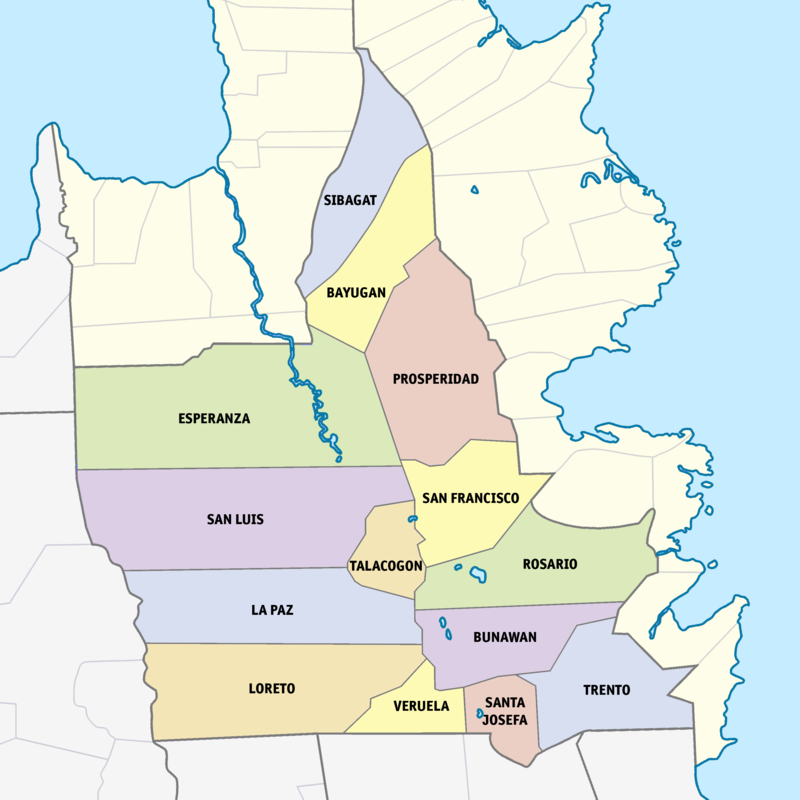 SIBAGAT
BAYUGAN
PROSPERIDAD
ESPERANZA
SAN FRANCISCO
SAN LUIS
TALACOGON
ROSARIO
LA PAZ
BUNAWAN
LORETO
VERUELA
SANTA
JOSEFA
TRENTO